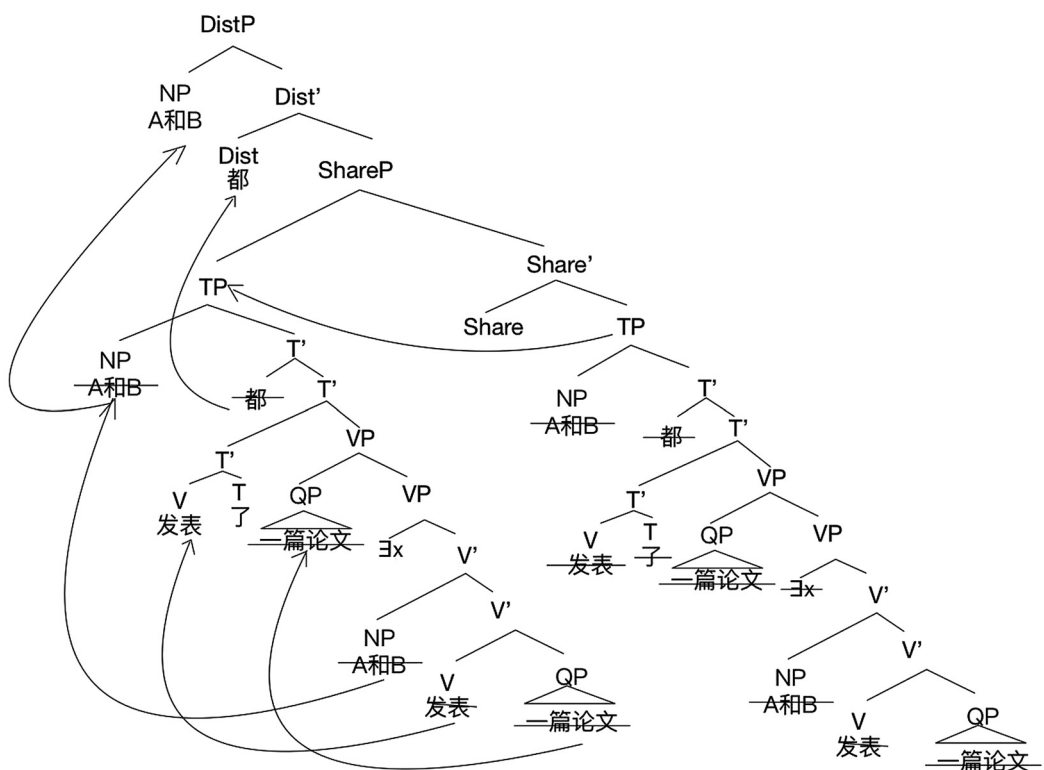 DistP
NP Dist’
A和B
Dist ShareP
都
Share’
TP
Share TP
T’
NP
A和B
T’
都 T’
NP
A和B
都 T’
VP
T’
VP
T’
V T QP VP
发表 了
一篇论文
T’
V T QP VP
发表 了
一篇论文
∃x V’
∃x V’
V’
NP
A和B
V’
NP
A和B
V QP
发表
一篇论文
V QP
发表
一篇论文